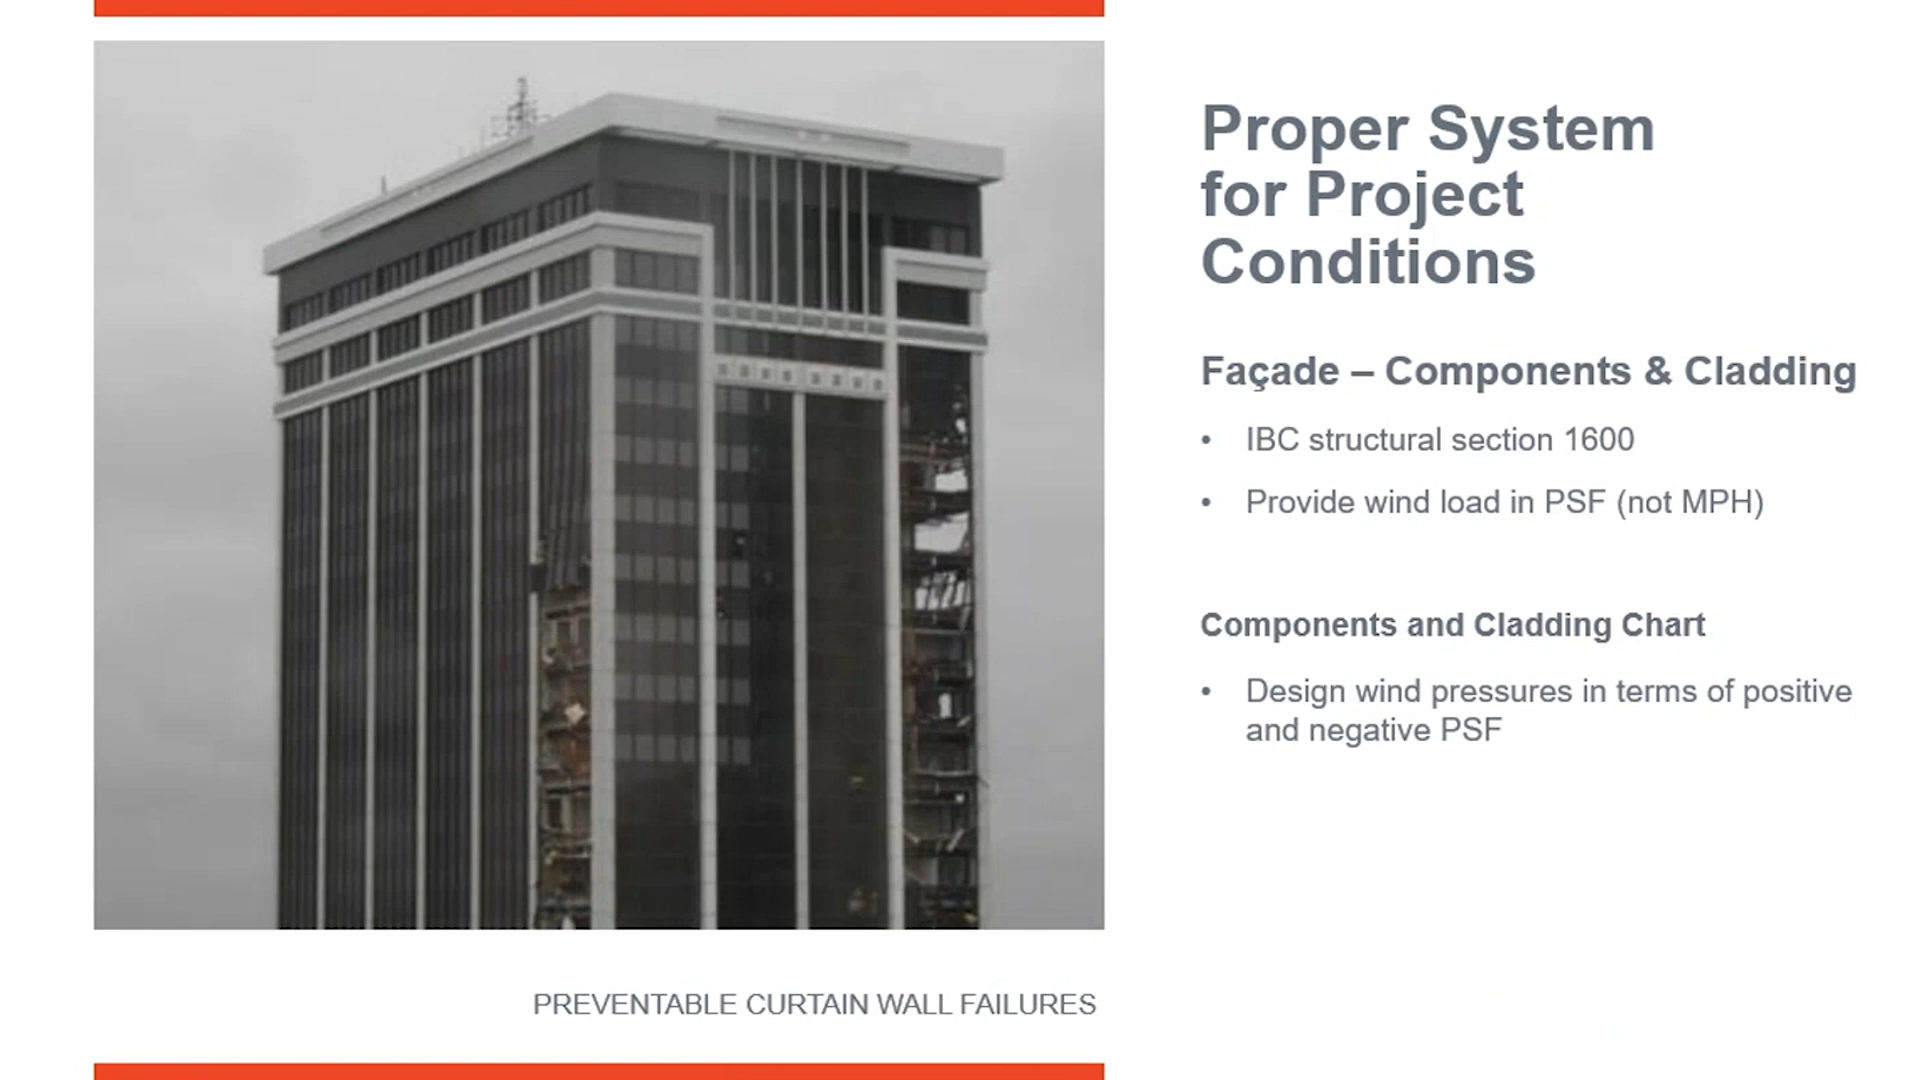 Proper System
for Project
Conditions
Façade – Components & Cladding
• IBC structural section 1600
• Provide wind load in PSF (not MPH)
Components and Cladding Chart
• Design wind pressures in terms of positive
and negative PSF
PREVENTABLE CURTAIN WALL FAILURES